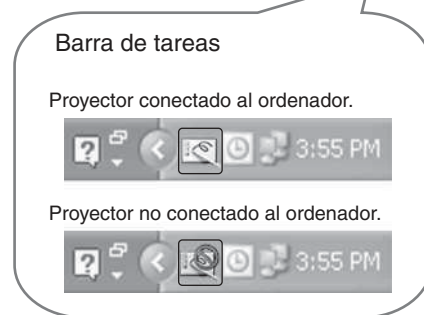 Barra de tareas
Proyector conectado al ordenador.
? 3:55 PM
Proyector no conectado al ordenador.
? 3:55 PM